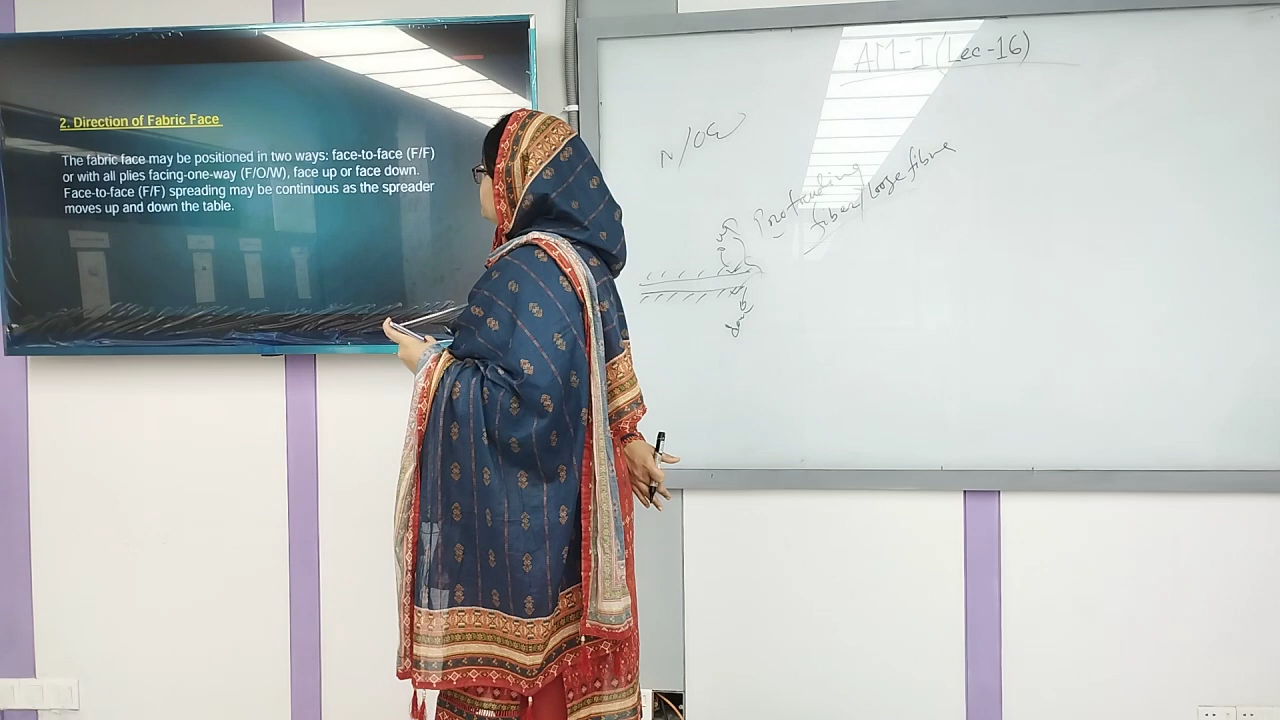 2. Direction of Fabric Face
The fabric face may be positioned in two ways: face-to-face (F/F)
or with all plies facing-one-way (F/O/W), face up or face down.
Face-to-face (F/F) spreading may be continuous as the spreader
moves up and down the table.
AM-I (Lec-16)
N/OW
Protruding
fiber/loose fibre